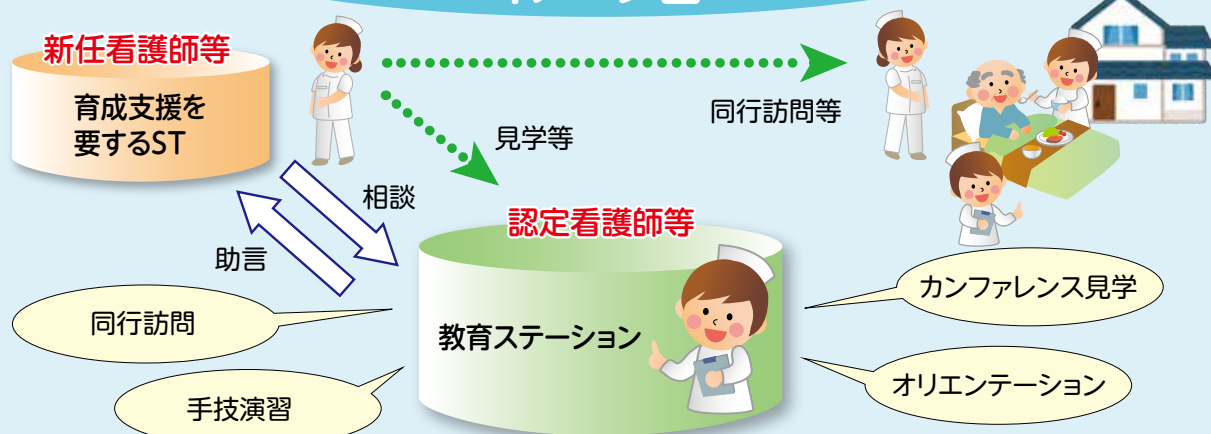 新任看護師等
育成支援を
要するST
同行訪問等
見学等
相談
助言
認定看護師等
教育ステーション
同行訪問
手技演習
カンファレンス見学
オリエンテーション